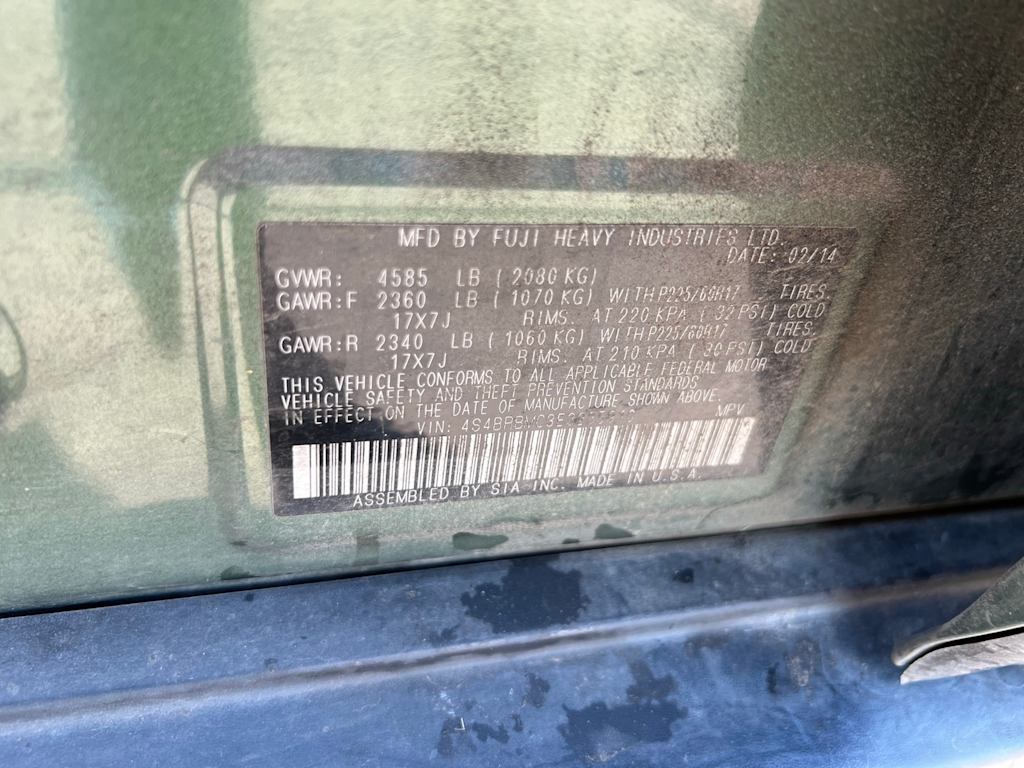 MFD BY FUJI HEAVY INDUSTRIES LTD.
DATE: 02/14
GVWR: 4585 LB ( 2080 KG)
GAWR:F 2360 LB ( 1070 KG) WITH P225/60R17 TIRES.
17X7J RIMS. AT 220 KPA ( 32 PSI) COLD
GAWR:R 2340 LB ( 1060 KG) WITH P225/60R17 TIRES.
17X7J RIMS. AT 210 KPA ( 30 PSI) COLD
THIS VEHICLE CONFORMS TO ALL APPLICABLE FEDERAL MOTOR
VEHICLE SAFETY AND THEFT PREVENTION STANDARDS
IN EFFECT ON THE DATE OF MANUFACTURE SHOWN ABOVE.
VIN: MPV
ASSEMBLED BY SIA INC. MADE IN U.S.A.